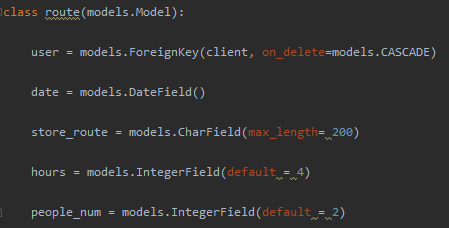 class route(models.Model):
user = models.ForeignKey(client, on_delete=models.CASCADE)
date = models.DateField()
store_route = models.CharField(max_length= 200)
hours = models.IntegerField(default = 4)
people_num = models.IntegerField(default = 2)